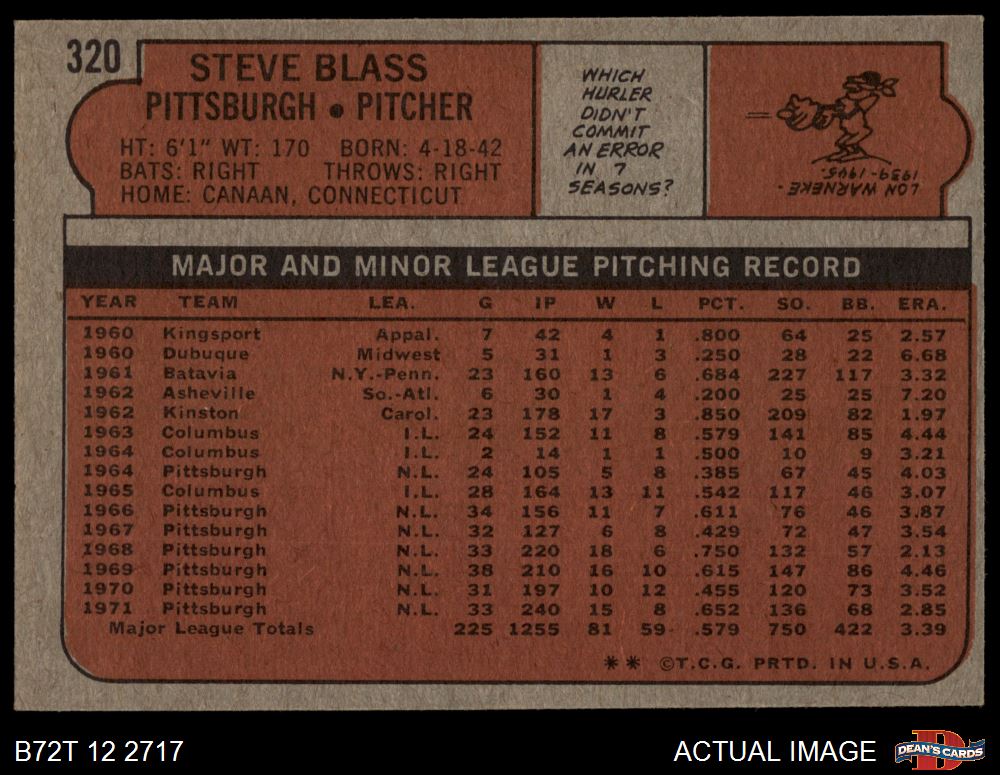 320
STEVE BLASS
PITTSBURGH • PITCHER
HT: 6'1" WT: 170 BORN: 4-18-42
BATS: RIGHT THROWS: RIGHT
HOME: CANAAN, CONNECTICUT
WHICH
HURLER
DIDN'T
COMMIT
AN ERROR
IN 7
SEASONS?
LON WARNEKE-
1939-1945.
MAJOR AND MINOR LEAGUE PITCHING RECORD
YEAR TEAM LEA. G IP W L PCT. SO. BB. ERA.
1960 Kingsport Appal. 7 42 4 1 .800 64 25 2.57
1960 Dubuque Midwest 5 31 1 3 .250 28 22 6.68
1961 Batavia N.Y.-Penn. 23 160 13 6 .684 227 117 3.32
1962 Asheville So.-Atl. 6 30 1 4 .200 25 25 7.20
1962 Kinston Carol. 23 178 17 3 .850 209 82 1.97
1963 Columbus I.L. 24 152 11 8 .579 141 85 4.44
1964 Columbus I.L. 2 14 1 1 .500 10 9 3.21
1964 Pittsburgh N.L. 24 105 5 8 .385 67 45 4.03
1965 Columbus I.L. 28 164 13 11 .542 117 46 3.07
1966 Pittsburgh N.L. 34 156 11 7 .611 76 46 3.87
1967 Pittsburgh N.L. 32 127 6 8 .429 72 47 3.54
1968 Pittsburgh N.L. 33 220 18 6 .750 132 57 2.13
1969 Pittsburgh N.L. 38 210 16 10 .615 147 86 4.46
1970 Pittsburgh N.L. 31 197 10 12 .455 120 73 3.52
1971 Pittsburgh N.L. 33 240 15 8 .652 136 68 2.85
Major League Totals 225 1255 81 59 .579 750 422 3.39
** ©T.C.G. PRTD. IN U.S.A.
B72T 12 2717
ACTUAL IMAGE
DEAN'S CARDS